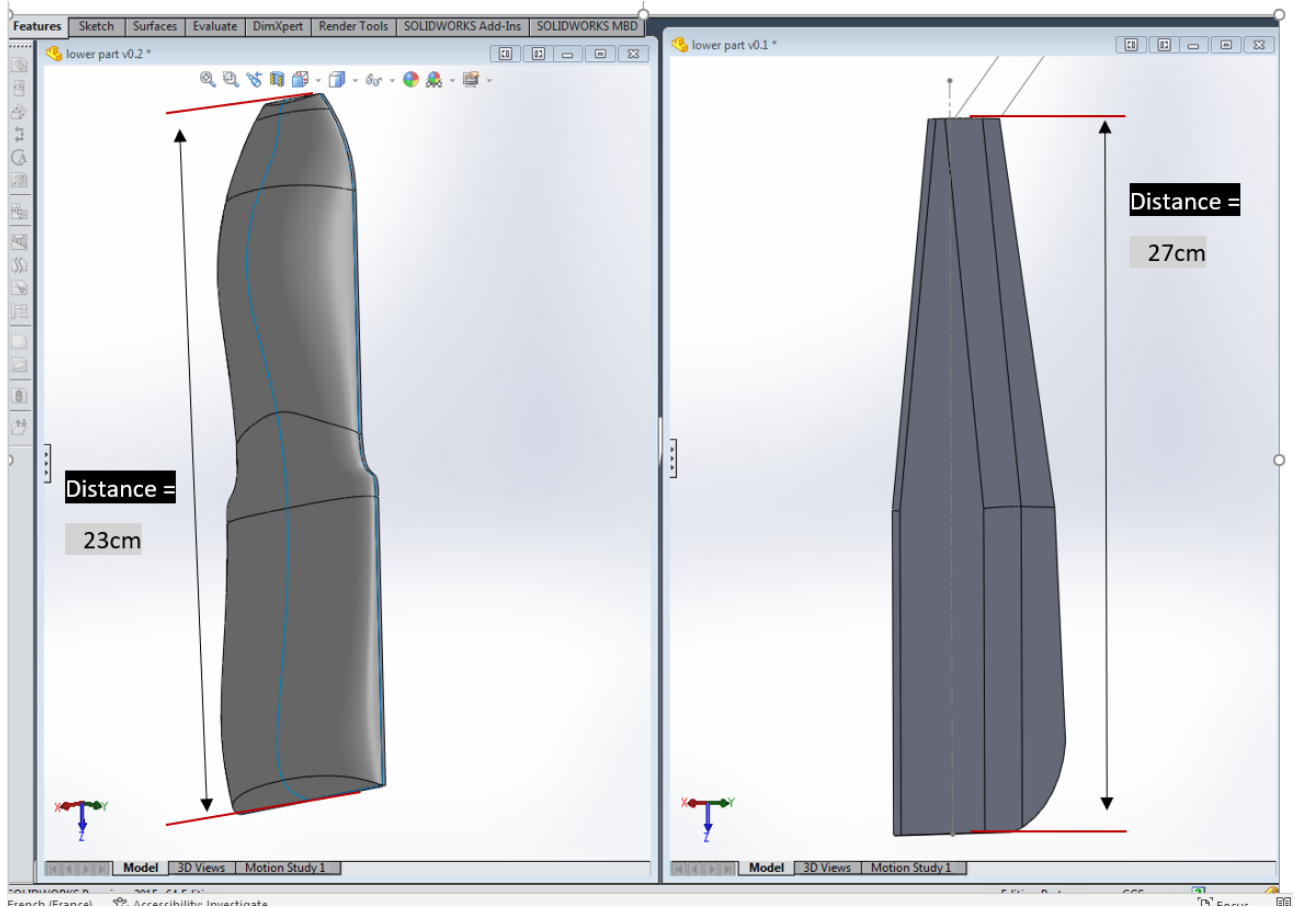 Features Sketch Surfaces Evaluate DimXpert Render Tools SOLIDWORKS Add-Ins SOLIDWORKS MBD
lower part v0.2 *
lower part v0.1 *
Distance =
27cm
Distance =
23cm
X Y
Z
X Y
Z
Model 3D Views Motion Study 1
Model 3D Views Motion Study 1
French (France) Accessibility: Investigate
Focus